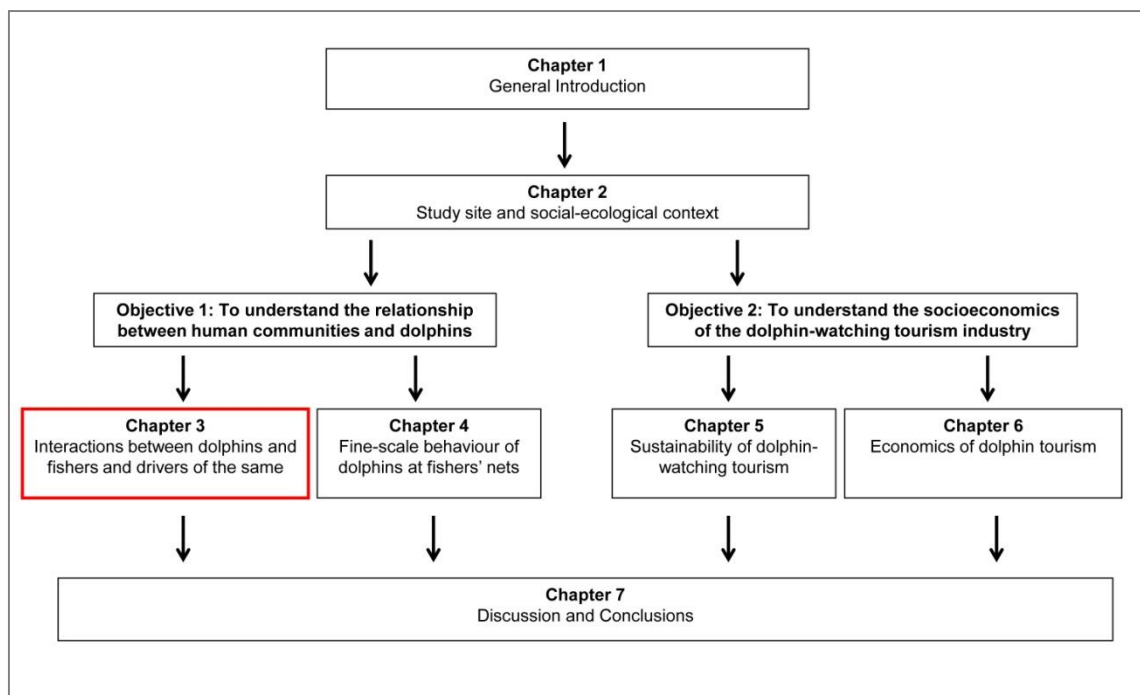 Chapter 1
General Introduction
Chapter 2
Study site and social-ecological context
Objective 1: To understand the relationship
between human communities and dolphins
Objective 2: To understand the socioeconomics
of the dolphin-watching tourism industry
Chapter 3
Interactions between dolphins and
fishers and drivers of the same
Chapter 4
Fine-scale behaviour of
dolphins at fishers' nets
Chapter 5
Sustainability of dolphin-
watching tourism
Chapter 6
Economics of dolphin tourism
Chapter 7
Discussion and Conclusions